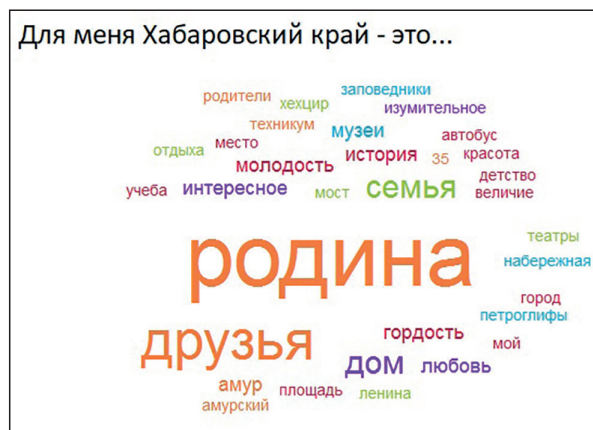 Для меня Хабаровский край - это...
заповедники
родители хехцир изумительное
техникум музеи автобус
отдыха место история 35 красота
молодость детство
учеба интересное мост семья величие
театры
родина набережная
город
петроглифы
друзья гордость мой
дом любовь
амур площадь ленина
амурский